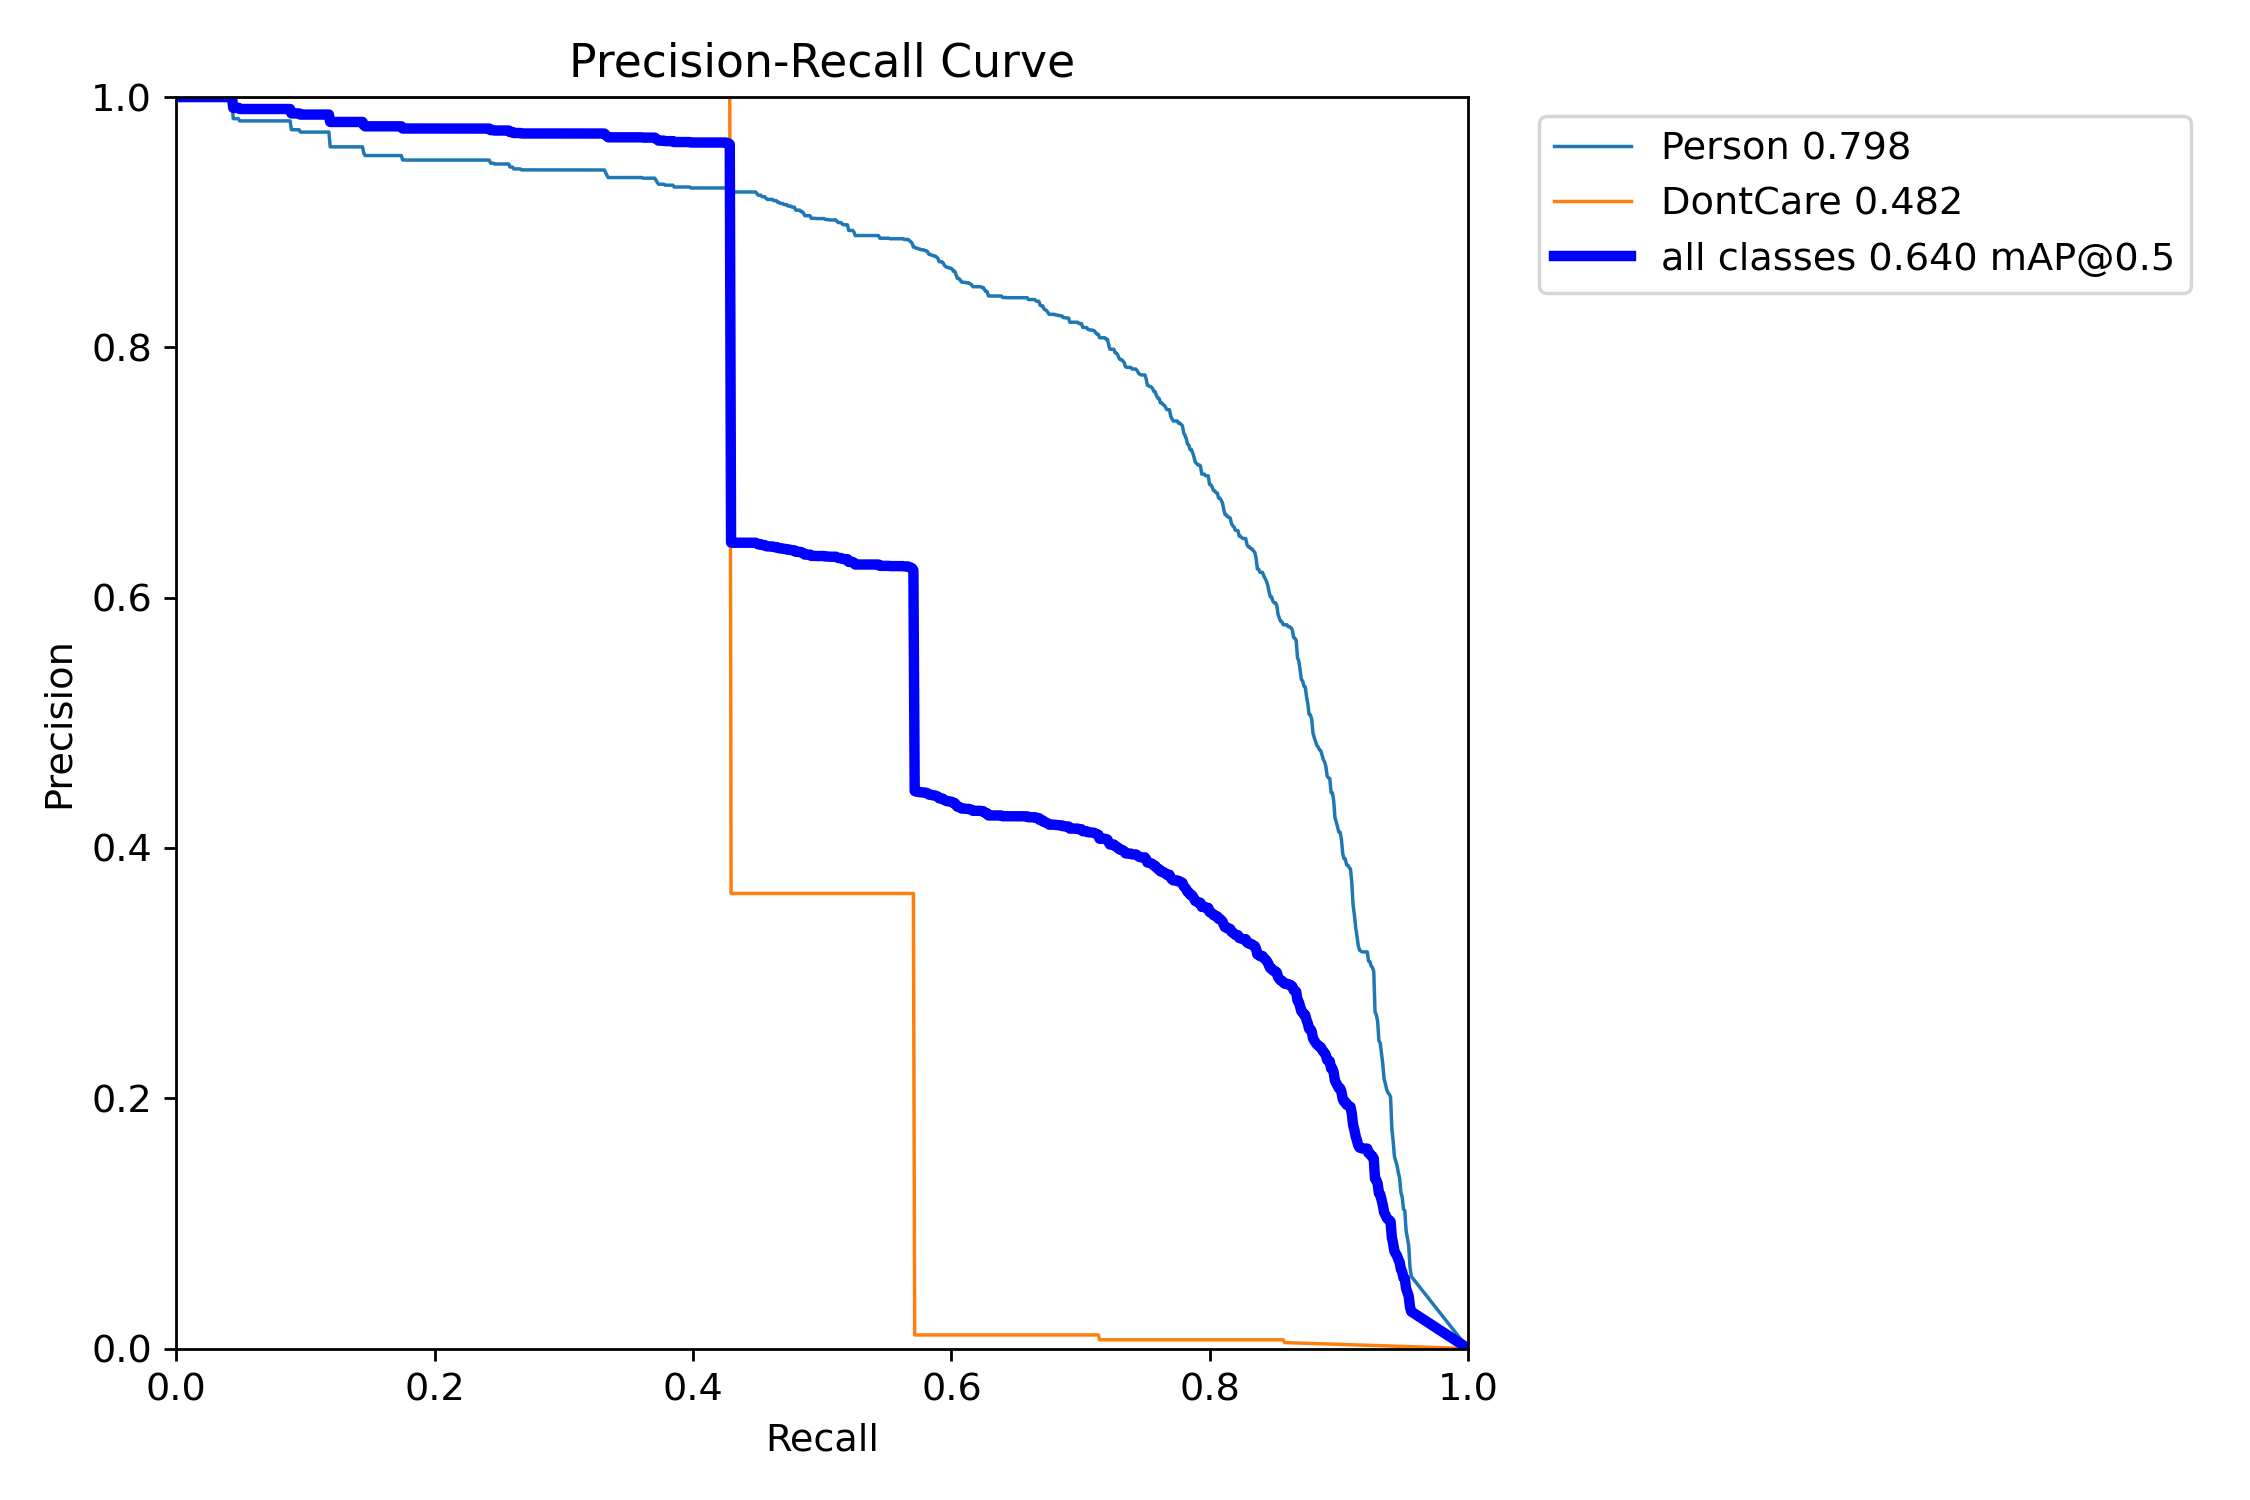 Precision-Recall Curve
Person 0.798
DontCare 0.482
all classes 0.640 mAP@0.5
1.0
0.8
0.6
0.4
0.2
0.0
Precision
0.0 0.2 0.4 0.6 0.8 1.0
Recall